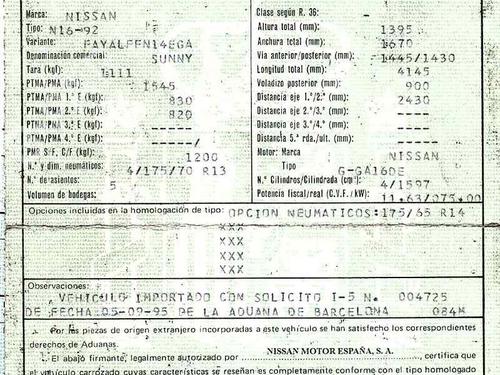 Marca: NISSAN Clase según R. 36:
Tipo: N16-92 Altura total (mm): 1395
Variante: FAYALFFN14EGA Anchura total (mm): 1670
Denominación comercial: SUNNY Vía anterior/posterior (mm): 1445/1430
Tara (kgf): 1111 Longitud total (mm): 4145
PTMA/PMA (kgf): 1545 Voladizo posterior (mm): 900
PTMA/PMA 1.º E (kgf): 830 Distancia eje 1.º/2.º (mm): 2430
PTMA/PMA 2.º E (kgf): 820 Distancia eje 2.º/3.º (mm): -----
PTMA/PMA 3.º E (kgf): ----- Distancia eje 3.º/4.º (mm): -----
PTMA/PMA 4.º E (kgf): -----/ Distancia 5.ª rda./ult. (mm): -----
PMR S/F, C/F (kgf): 1200 Motor: Marca NISSAN
N.º y dim. neumáticos: 4/175/70 R13 Tipo G-GA16DE
N.º de asientos: 5 N.º Cilindros/Cilindrada (cm³): 4/1597
Volumen de bodegas: Potencia fiscal/real (C.V.F./kW): 11.63/075.00
Opciones incluidas en la homologación de tipo: OPCION NEUMATICOS:175/65 R14
XXX
XXX
XXX
XXX
Observaciones:
VEHICULO IMPORTADO CON SOLICITO I-5 N. 004725
DE FECHA 05-09-95 DE LA ADUANA DE BARCELONA 084M
Por las piezas de origen extranjero incorporadas a este vehículo se han satisfecho los correspondientes
derechos de Aduanas.
El abajo firmante, legalmente autorizado por NISSAN MOTOR ESPAÑA, S. A., certifica que
el vehículo carrozado cuyas características se reseñan es completamente conforme con el tipo homologado